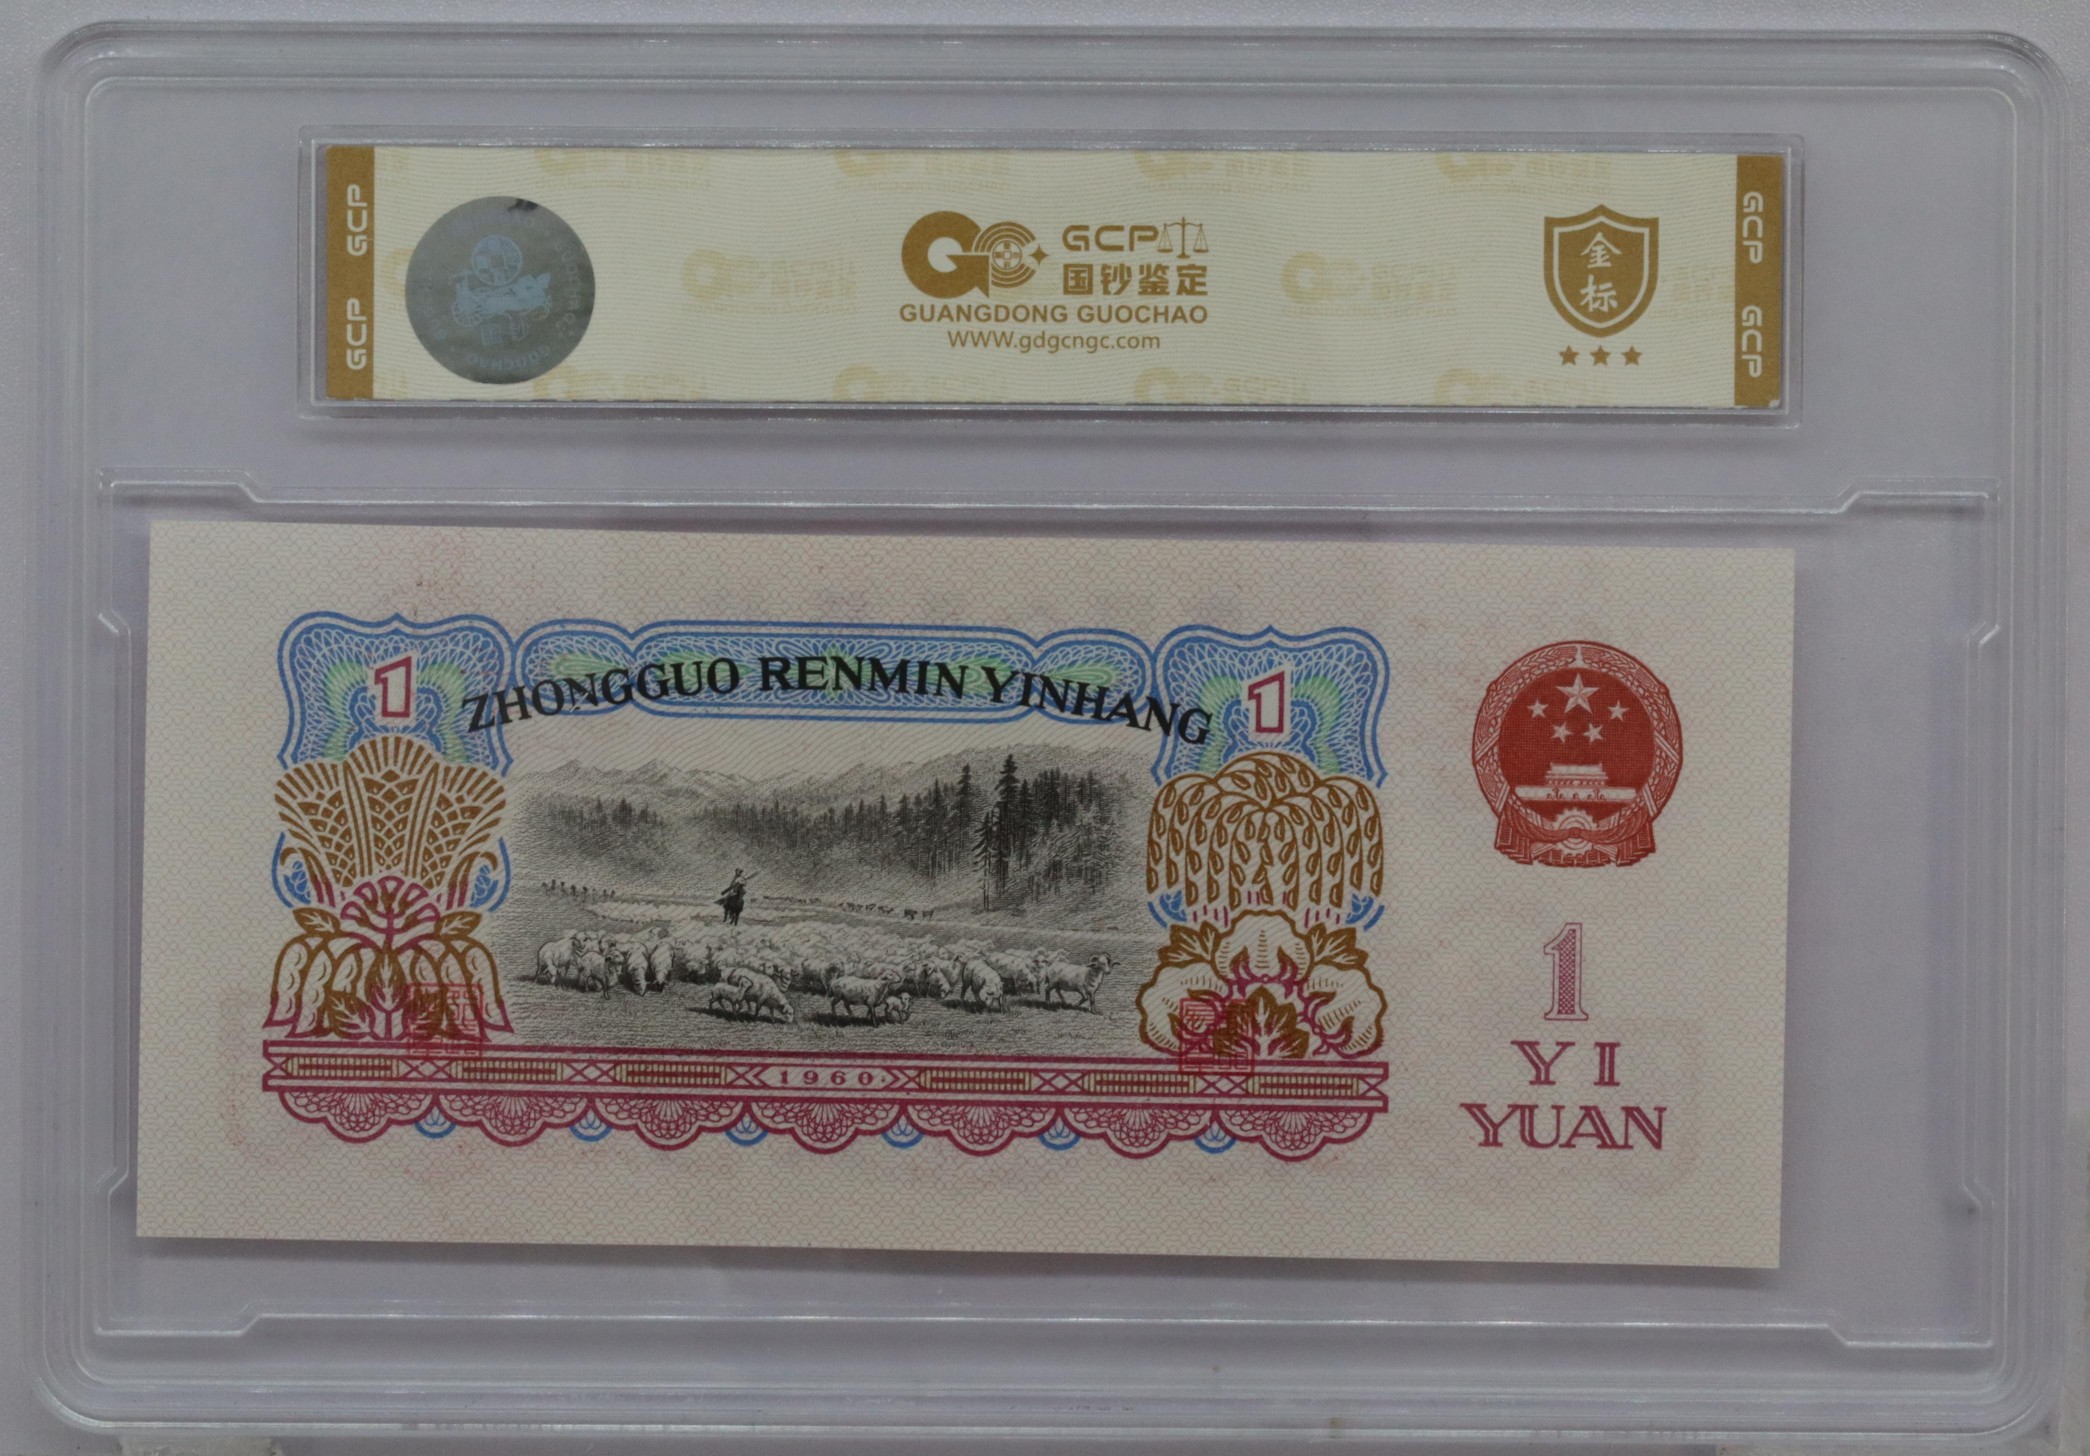 GCP GCP
GCP
国钞鉴定
GUANGDONG GUOCHAO
WWW.gdgcngc.com
金
标
GCP GCP
1
ZHONGGUO RENMIN YINHANG
1
1960
1
YI
YUAN